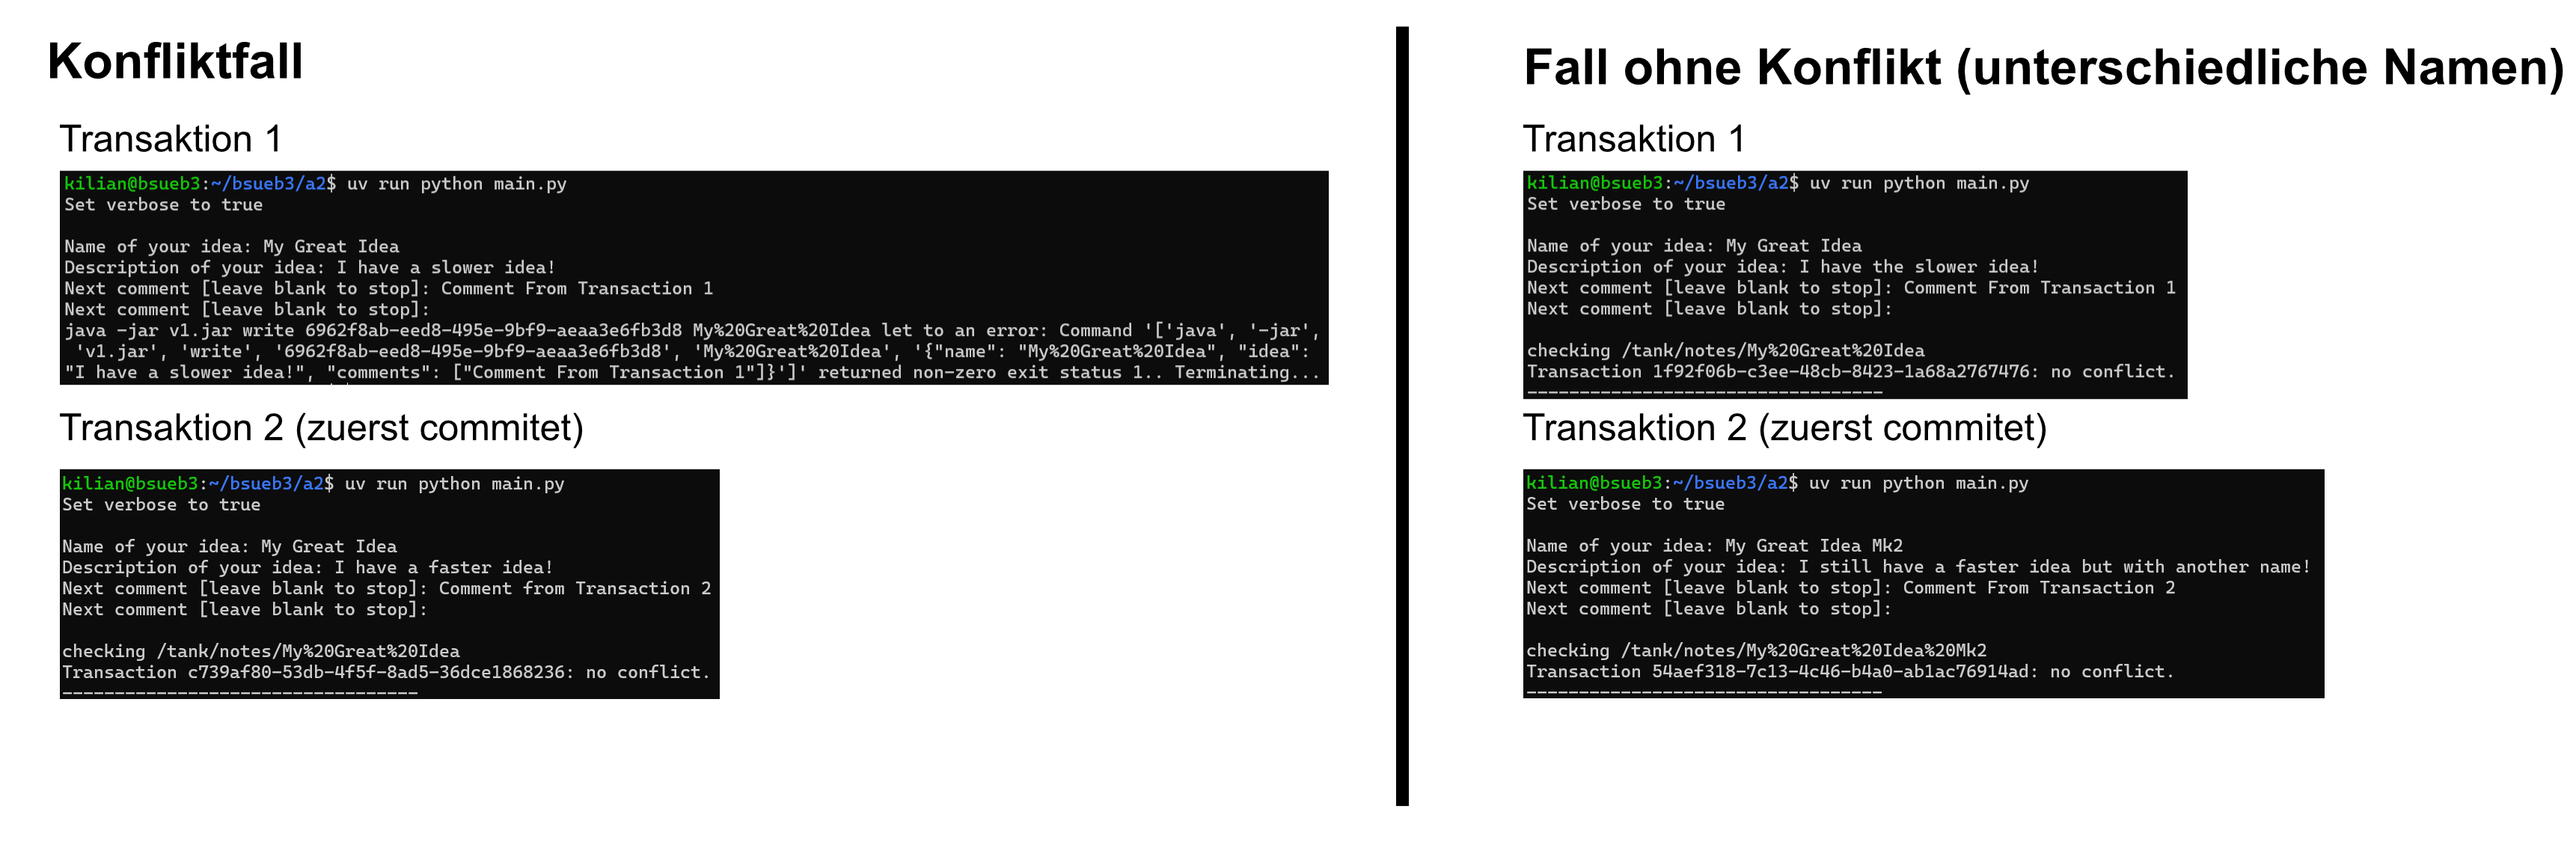 Konfliktfall
Transaktion 1
kilian@bsueb3:~/bsueb3/a2$ uv run python main.py
Set verbose to true
Name of your idea: My Great Idea
Description of your idea: I have a slower idea!
Next comment [leave blank to stop]: Comment From Transaction 1
Next comment [leave blank to stop]:
java -jar v1.jar write 6962f8ab-eed8-495e-9bf9-aeaa3e6fb3d8 My%20Great%20Idea let to an error: Command '['java', '-jar',
'v1.jar', 'write', '6962f8ab-eed8-495e-9bf9-aeaa3e6fb3d8', 'My%20Great%20Idea', '{"name": "My%20Great%20Idea", "idea":
"I have a slower idea!", "comments": ["Comment From Transaction 1"]}']' returned non-zero exit status 1.. Terminating...
Transaktion 2 (zuerst commitet)
kilian@bsueb3:~/bsueb3/a2$ uv run python main.py
Set verbose to true
Name of your idea: My Great Idea
Description of your idea: I have a faster idea!
Next comment [leave blank to stop]: Comment from Transaction 2
Next comment [leave blank to stop]:
checking /tank/notes/My%20Great%20Idea
Transaction c739af80-53db-4f5f-8ad5-36dce1868236: no conflict.
----------------------------------
Fall ohne Konflikt (unterschiedliche Namen)
Transaktion 1
kilian@bsueb3:~/bsueb3/a2$ uv run python main.py
Set verbose to true
Name of your idea: My Great Idea
Description of your idea: I have the slower idea!
Next comment [leave blank to stop]: Comment From Transaction 1
Next comment [leave blank to stop]:
checking /tank/notes/My%20Great%20Idea
Transaction 1f92f06b-c3ee-48cb-8423-1a68a2767476: no conflict.
----------------------------------
Transaktion 2 (zuerst commitet)
kilian@bsueb3:~/bsueb3/a2$ uv run python main.py
Set verbose to true
Name of your idea: My Great Idea Mk2
Description of your idea: I still have a faster idea but with another name!
Next comment [leave blank to stop]: Comment From Transaction 2
Next comment [leave blank to stop]:
checking /tank/notes/My%20Great%20Idea%20Mk2
Transaction 54aef318-7c13-4c46-b4a0-ab1ac76914ad: no conflict.
----------------------------------